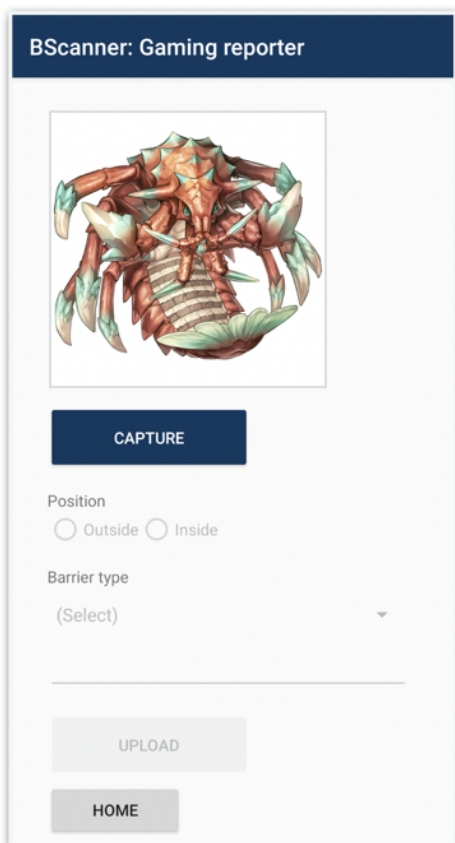 BScanner: Gaming reporter
CAPTURE
Position
Outside Inside
Barrier type
(Select)
UPLOAD
HOME